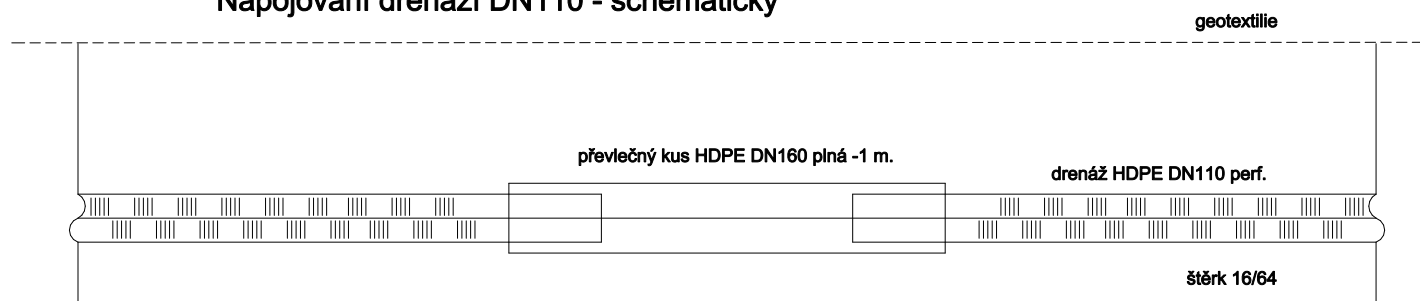 Napojování drenáží DN110 - schematicky
geotextilie
převlečný kus HDPE DN160 plná -1 m.
drenáž HDPE DN110 perf.
štěrk 16/64